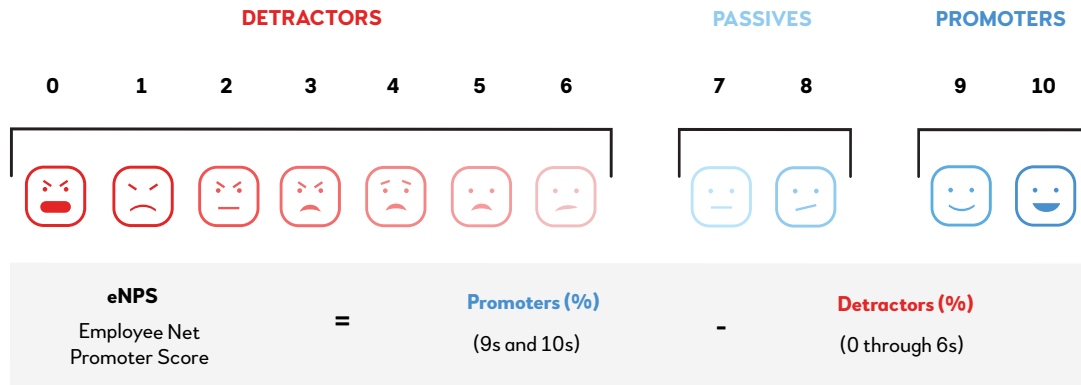 DETRACTORS PASSIVES PROMOTERS
0 1 2 3 4 5 6 7 8 9 10
eNPS
Employee Net
Promoter Score
=
Promoters (%)
(9s and 10s)
-
Detractors (%)
(0 through 6s)